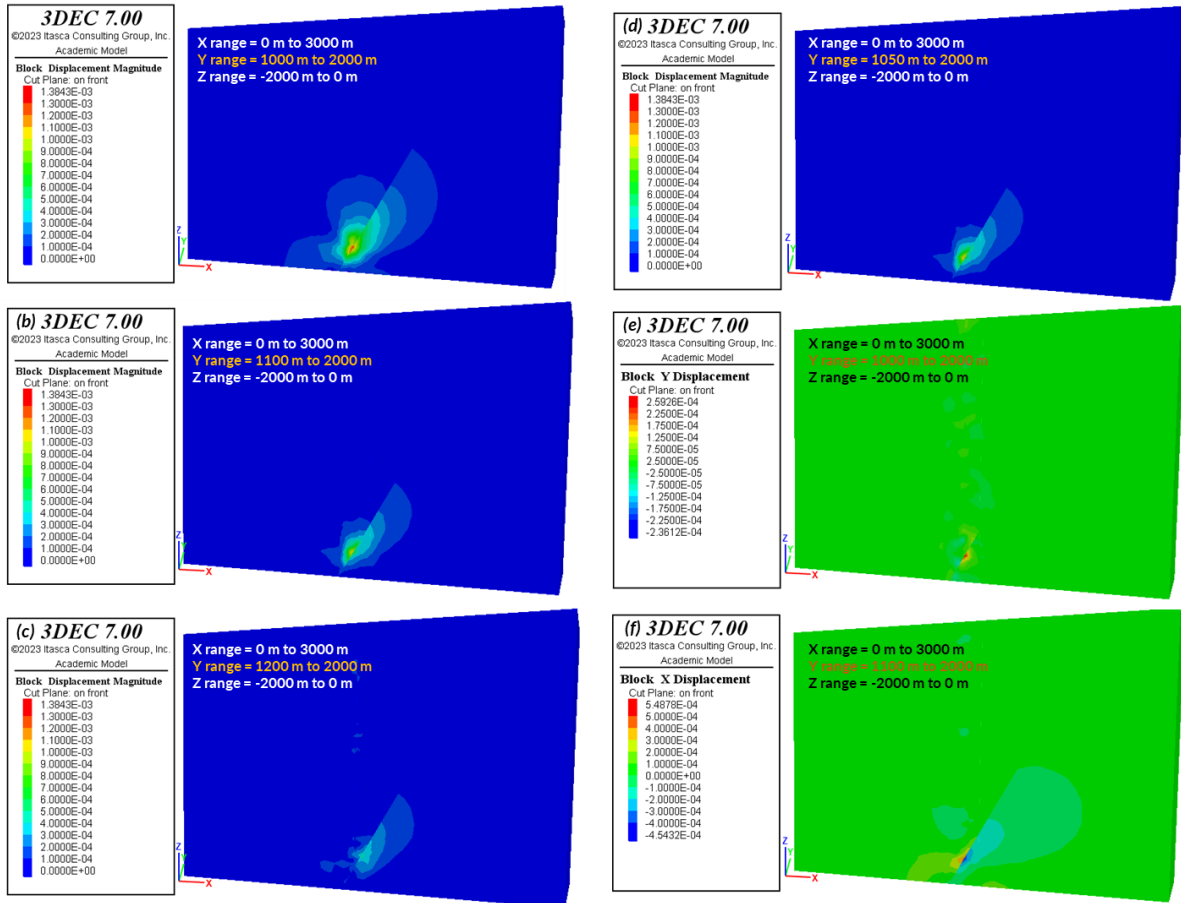 3DEC 7.00
©2023 Itasca Consulting Group, Inc.
Academic Model
Block Displacement Magnitude
Cut Plane: on front
1.3843E-03
1.3000E-03
1.2000E-03
1.1000E-03
1.0000E-03
9.0000E-04
8.0000E-04
7.0000E-04
6.0000E-04
5.0000E-04
4.0000E-04
3.0000E-04
2.0000E-04
1.0000E-04
0.0000E+00
X range = 0 m to 3000 m
Y range = 1000 m to 2000 m
Z range = -2000 m to 0 m
Z
Y
X
(b) 3DEC 7.00
©2023 Itasca Consulting Group, Inc.
Academic Model
Block Displacement Magnitude
Cut Plane: on front
1.3843E-03
1.3000E-03
1.2000E-03
1.1000E-03
1.0000E-03
9.0000E-04
8.0000E-04
7.0000E-04
6.0000E-04
5.0000E-04
4.0000E-04
3.0000E-04
2.0000E-04
1.0000E-04
0.0000E+00
X range = 0 m to 3000 m
Y range = 1100 m to 2000 m
Z range = -2000 m to 0 m
Z
Y
X
(c) 3DEC 7.00
©2023 Itasca Consulting Group, Inc.
Academic Model
Block Displacement Magnitude
Cut Plane: on front
1.3843E-03
1.3000E-03
1.2000E-03
1.1000E-03
1.0000E-03
9.0000E-04
8.0000E-04
7.0000E-04
6.0000E-04
5.0000E-04
4.0000E-04
3.0000E-04
2.0000E-04
1.0000E-04
0.0000E+00
X range = 0 m to 3000 m
Y range = 1200 m to 2000 m
Z range = -2000 m to 0 m
Z
Y
X
(d) 3DEC 7.00
©2023 Itasca Consulting Group, Inc.
Academic Model
Block Displacement Magnitude
Cut Plane: on front
1.3843E-03
1.3000E-03
1.2000E-03
1.1000E-03
1.0000E-03
9.0000E-04
8.0000E-04
7.0000E-04
6.0000E-04
5.0000E-04
4.0000E-04
3.0000E-04
2.0000E-04
1.0000E-04
0.0000E+00
X range = 0 m to 3000 m
Y range = 1050 m to 2000 m
Z range = -2000 m to 0 m
Z
Y
X
(e) 3DEC 7.00
©2023 Itasca Consulting Group, Inc.
Academic Model
Block Y Displacement
Cut Plane: on front
2.5926E-04
2.2500E-04
1.7500E-04
1.2500E-04
7.5000E-05
2.5000E-05
-2.5000E-05
-7.5000E-05
-1.2500E-04
-1.7500E-04
-2.2500E-04
-2.3612E-04
X range = 0 m to 3000 m
Y range = 1000 m to 2000 m
Z range = -2000 m to 0 m
Z
Y
X
(f) 3DEC 7.00
©2023 Itasca Consulting Group, Inc.
Academic Model
Block X Displacement
Cut Plane: on front
5.4878E-04
5.0000E-04
4.0000E-04
3.0000E-04
2.0000E-04
1.0000E-04
0.0000E+00
-1.0000E-04
-2.0000E-04
-3.0000E-04
-4.0000E-04
-4.5432E-04
X range = 0 m to 3000 m
Y range = 1100 m to 2000 m
Z range = -2000 m to 0 m
Z
Y
X